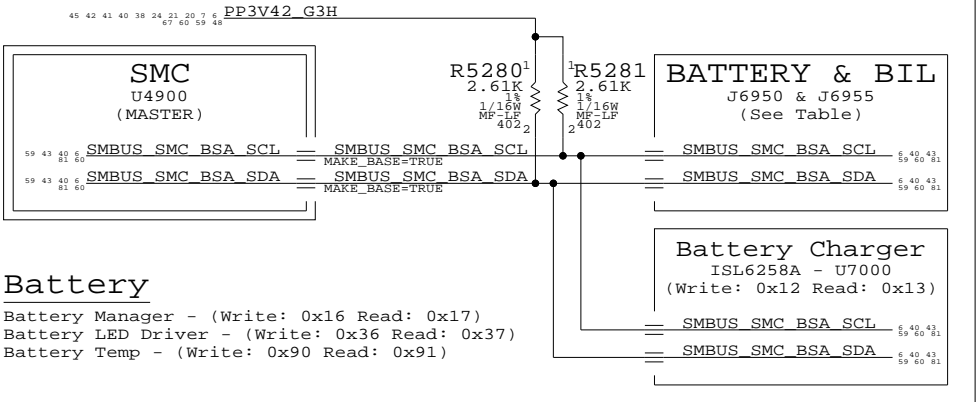 45 42 41 40 38 24 21 20 7 6 PP3V42_G3H
67 60 59 48
SMC
U4900
(MASTER)
R5280 1
2.61K
1%
1/16W
MF-LF
402 2
1 R5281
2.61K
1%
1/16W
MF-LF
2 402
BATTERY & BIL
J6950 & J6955
(See Table)
59 43 40 6 SMBUS_SMC_BSA_SCL
81 60
SMBUS_SMC_BSA_SCL
MAKE_BASE=TRUE
SMBUS_SMC_BSA_SCL 6 40 43
59 60 81
59 43 40 6 SMBUS_SMC_BSA_SDA
81 60
SMBUS_SMC_BSA_SDA
MAKE_BASE=TRUE
SMBUS_SMC_BSA_SDA 6 40 43
59 60 81
Battery Charger
ISL6258A - U7000
(Write: 0x12 Read: 0x13)
SMBUS_SMC_BSA_SCL 6 40 43
59 60 81
SMBUS_SMC_BSA_SDA 6 40 43
59 60 81
Battery
Battery Manager - (Write: 0x16 Read: 0x17)
Battery LED Driver - (Write: 0x36 Read: 0x37)
Battery Temp - (Write: 0x90 Read: 0x91)